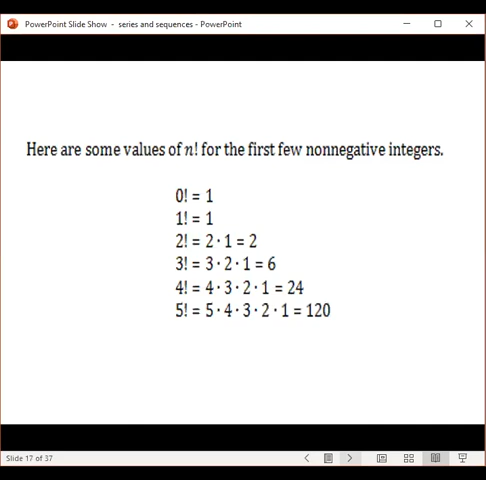 PowerPoint Slide Show - series and sequences - PowerPoint
Here are some values of n! for the first few nonnegative integers.
0! = 1
1! = 1
2! = 2 · 1 = 2
3! = 3 · 2 · 1 = 6
4! = 4 · 3 · 2 · 1 = 24
5! = 5 · 4 · 3 · 2 · 1 = 120
Slide 17 of 37